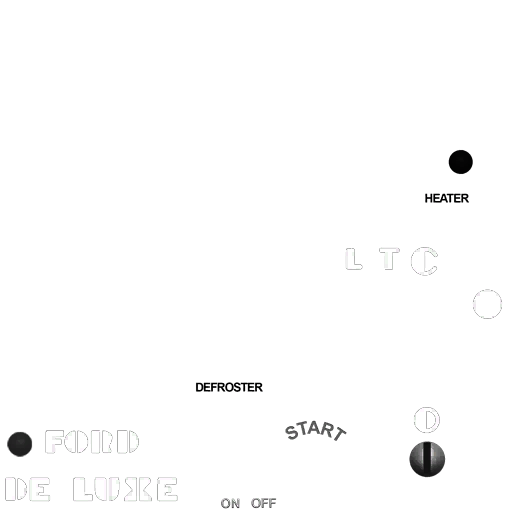 HEATER
L T C
DEFROSTER
D
START
FORD
DE LUXE
ON OFF